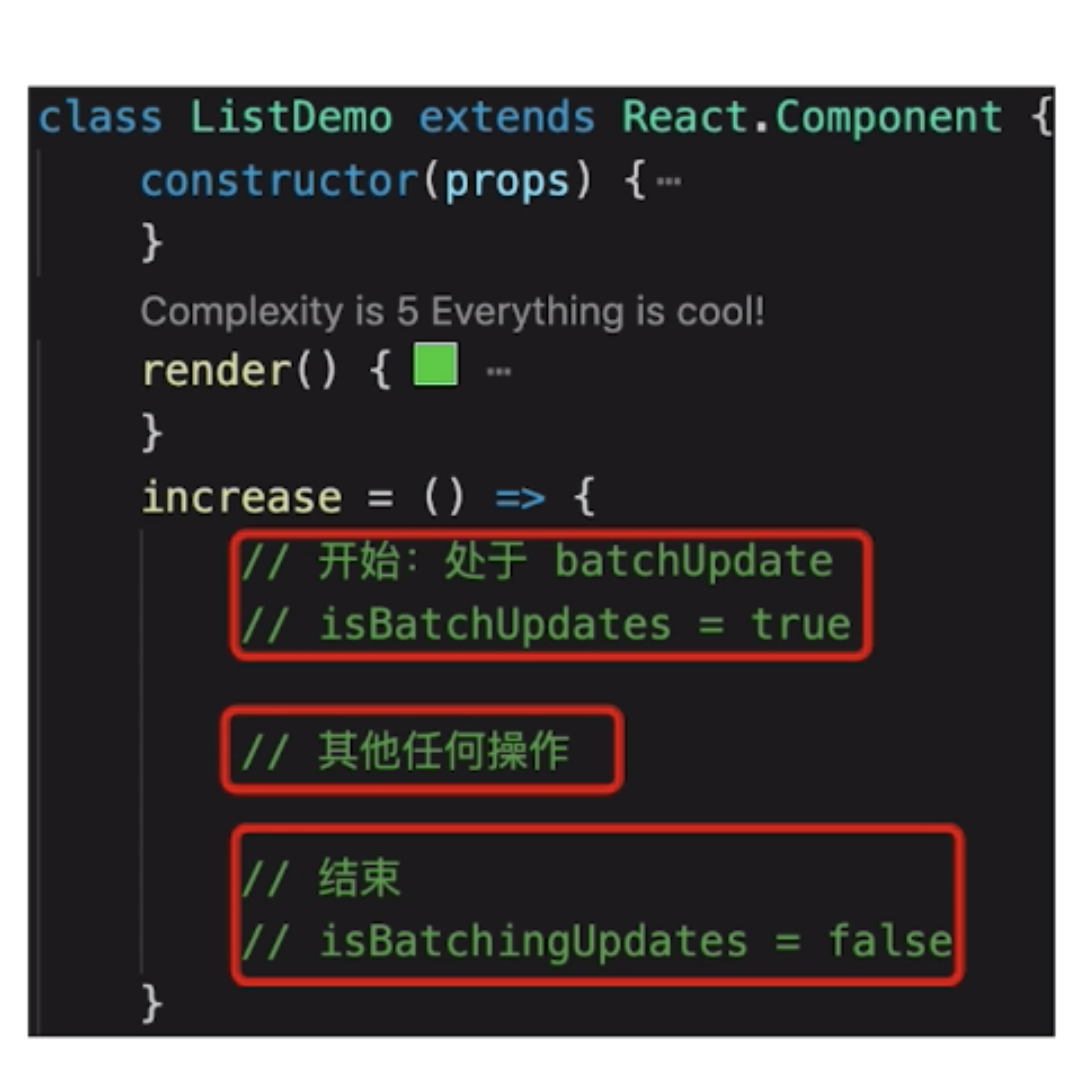 class ListDemo extends React.Component {
constructor(props) {…
}
Complexity is 5 Everything is cool!
render() { …
}
increase = () => {
// 开始：处于 batchUpdate
// isBatchUpdates = true
// 其他任何操作
// 结束
// isBatchingUpdates = false
}